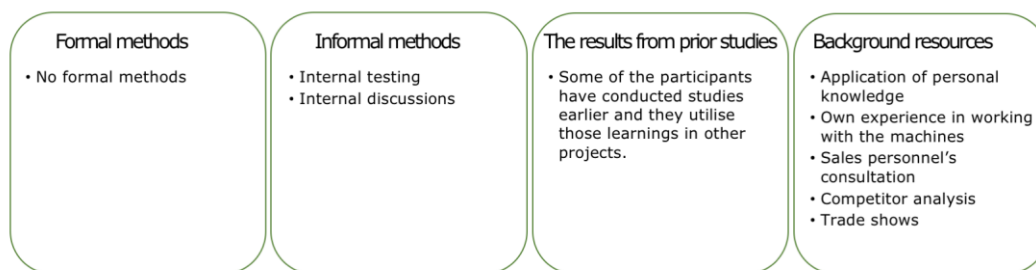 Formal methods
• No formal methods
Informal methods
• Internal testing
• Internal discussions
The results from prior studies
• Some of the participants
have conducted studies
earlier and they utilise
those learnings in other
projects.
Background resources
• Application of personal
knowledge
• Own experience in working
with the machines
• Sales personnel's
consultation
• Competitor analysis
• Trade shows